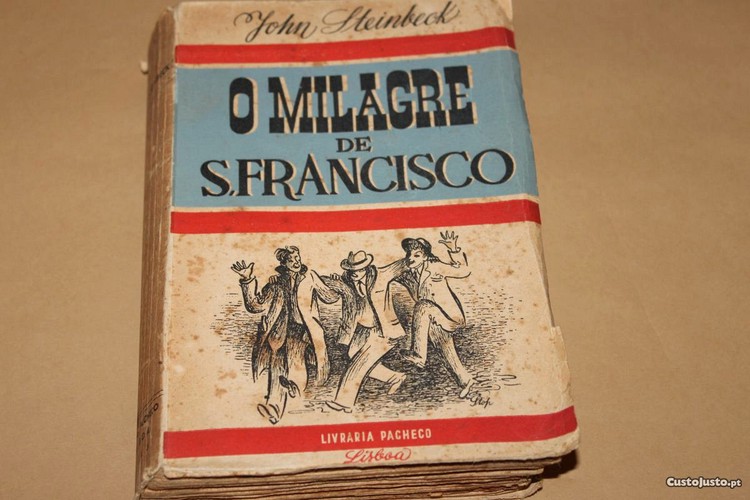 John Steinbeck
O MILAGRE
DE
S. FRANCISCO
LIVRARIA PACHECO
Lisboa
CustoJusto.pt